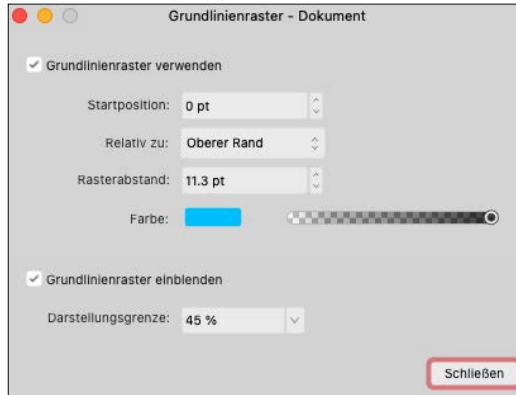 Grundlinienraster - Dokument
Grundlinienraster verwenden
Startposition: 0 pt
Relativ zu: Oberer Rand
Rasterabstand: 11.3 pt
Farbe:
Grundlinienraster einblenden
Darstellungsgrenze: 45 %
Schließen